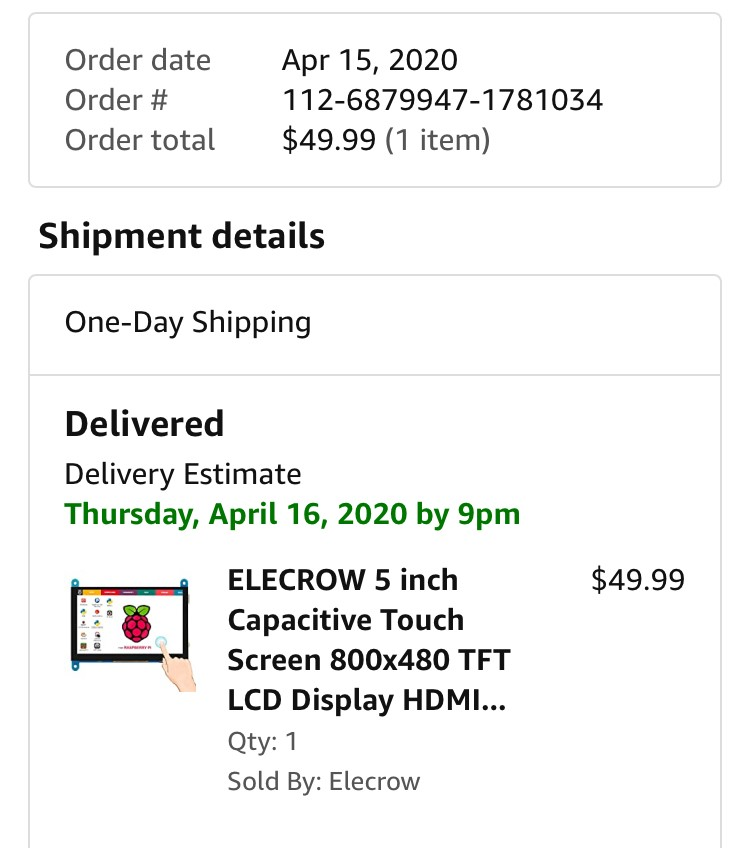 Order date Apr 15, 2020
Order # 112-6879947-1781034
Order total $49.99 (1 item)
Shipment details
One-Day Shipping
Delivered
Delivery Estimate
Thursday, April 16, 2020 by 9pm
ELECROW 5 inch $49.99
Capacitive Touch
Screen 800x480 TFT
LCD Display HDMI...
Qty: 1
Sold By: Elecrow
RASPBERRY PI